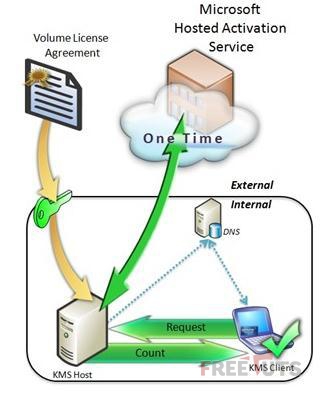 Microsoft
Hosted Activation
Service
Volume License
Agreement
One Time
External
Internal
DNS
Request
Count
KMS Host
KMS Client
FREETUTS